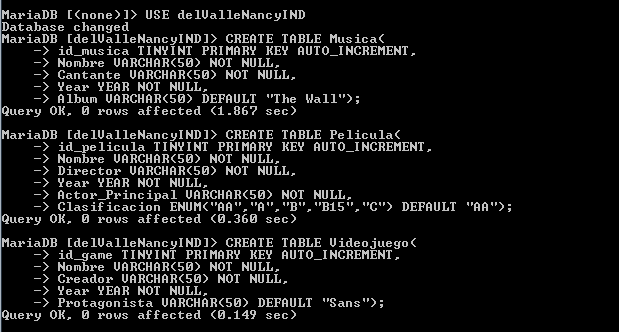 MariaDB [(none)]> USE delValleNancyIND
Database changed
MariaDB [delValleNancyIND]> CREATE TABLE Musica(
    -> id_musica TINYINT PRIMARY KEY AUTO_INCREMENT,
    -> Nombre VARCHAR(50) NOT NULL,
    -> Cantante VARCHAR(50) NOT NULL,
    -> Year YEAR NOT NULL,
    -> Album VARCHAR(50) DEFAULT "The Wall");
Query OK, 0 rows affected (1.867 sec)

MariaDB [delValleNancyIND]> CREATE TABLE Pelicula(
    -> id_pelicula TINYINT PRIMARY KEY AUTO_INCREMENT,
    -> Nombre VARCHAR(50) NOT NULL,
    -> Director VARCHAR(50) NOT NULL,
    -> Year YEAR NOT NULL,
    -> Actor_Principal VARCHAR(50) NOT NULL,
    -> Clasificacion ENUM("AA","A","B","B15","C") DEFAULT "AA");
Query OK, 0 rows affected (0.360 sec)

MariaDB [delValleNancyIND]> CREATE TABLE Videojuego(
    -> id_game TINYINT PRIMARY KEY AUTO_INCREMENT,
    -> Nombre VARCHAR(50) NOT NULL,
    -> Creador VARCHAR(50) NOT NULL,
    -> Year YEAR NOT NULL,
    -> Protagonista VARCHAR(50) DEFAULT "Sans");
Query OK, 0 rows affected (0.149 sec)